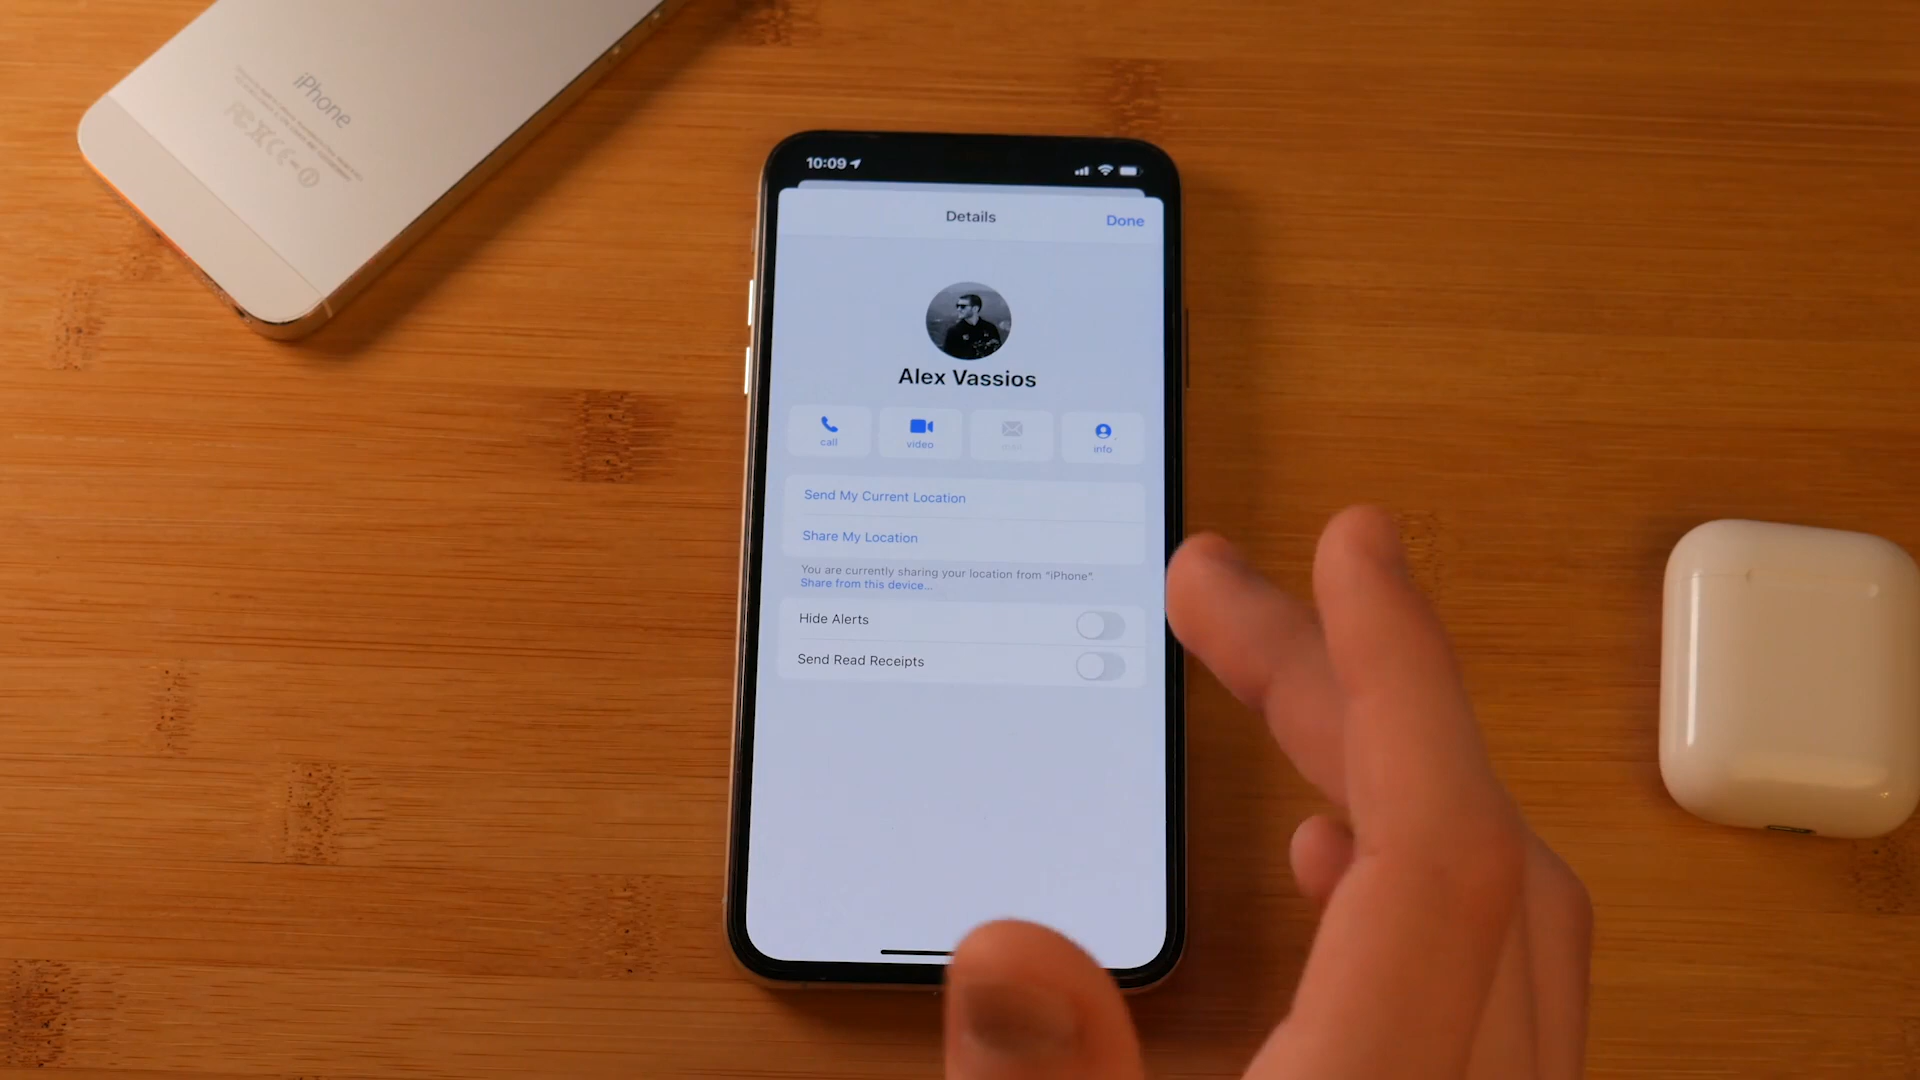 iPhone
10:09
Details
Done
Alex Vassios
call
video
info
Send My Current Location
Share My Location
You are currently sharing your location from "iPhone".
Share from this device...
Hide Alerts
Send Read Receipts